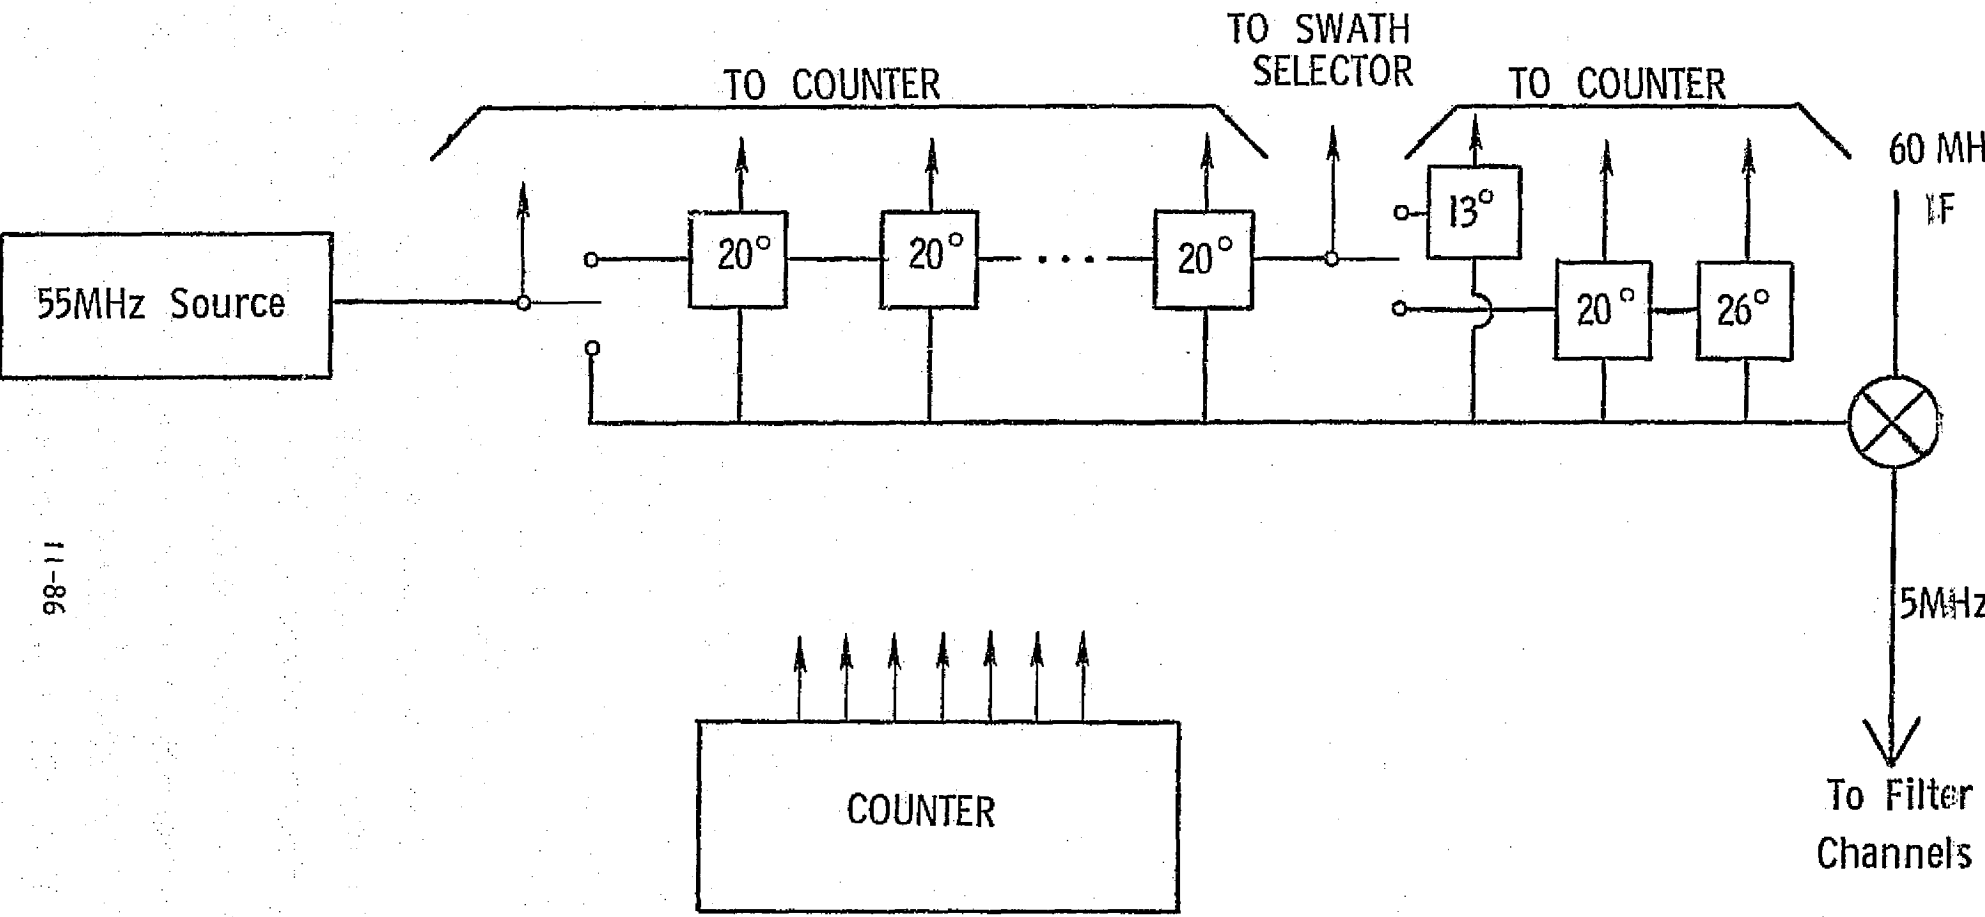 TO SWATH
SELECTOR
TO COUNTER
TO COUNTER
60 MH
IF
13°
20°
20°
. . .
20°
55MHz Source
20°
26°
11-86
5MHz
COUNTER
To Filter
Channels